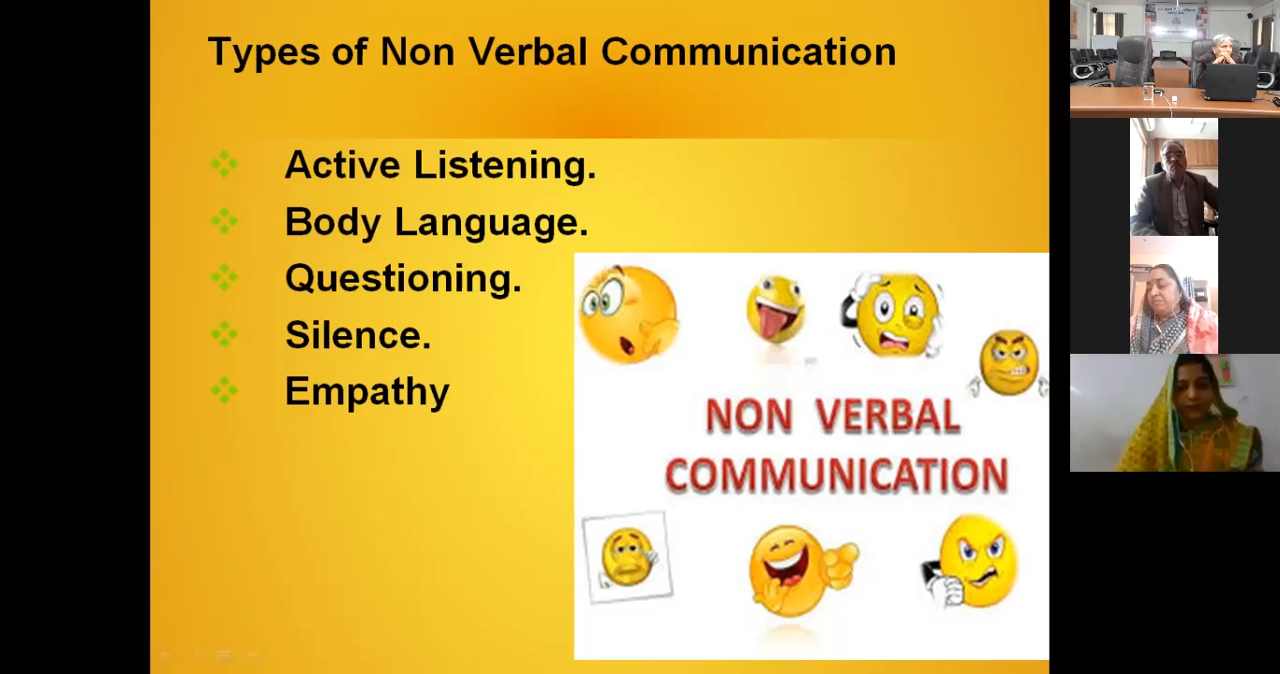 Types of Non Verbal Communication
Active Listening.
Body Language.
Questioning.
Silence.
Empathy
NON VERBAL
COMMUNICATION